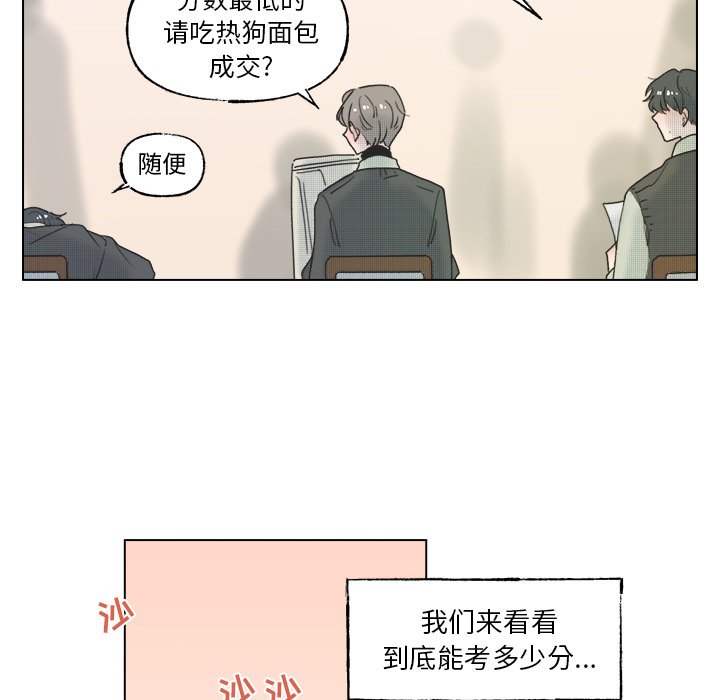 分数最低的
请吃热狗面包
成交?
随便
沙
我们来看看
到底能考多少分...
沙沙